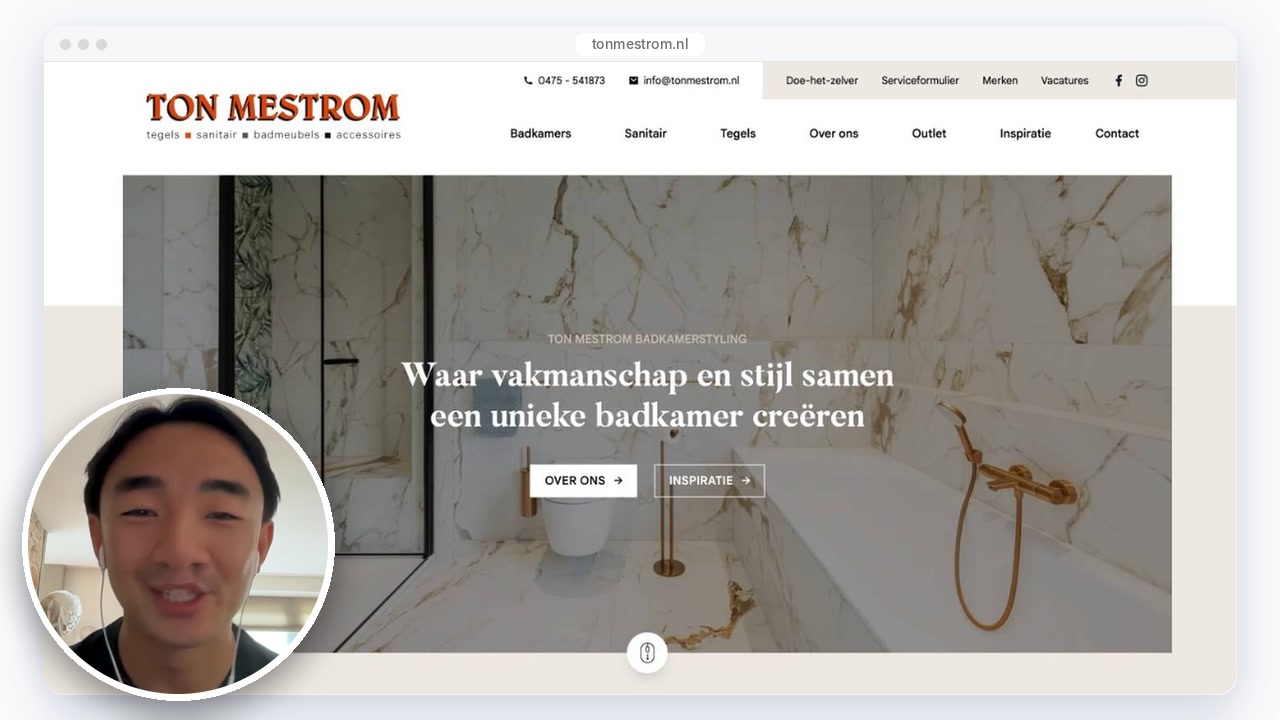 tonmestrom.nl
0475 - 541873
info@tonmestrom.nl
Doe-het-zelver
Serviceformulier
Merken
Vacatures
TON MESTROM
tegels ■ sanitair ■ badmeubels ■ accessoires
Badkamers
Sanitair
Tegels
Over ons
Outlet
Inspiratie
Contact
TON MESTROM BADKAMERSTYLING
Waar vakmanschap en stijl samen
een unieke badkamer creëren
OVER ONS →
INSPIRATIE →